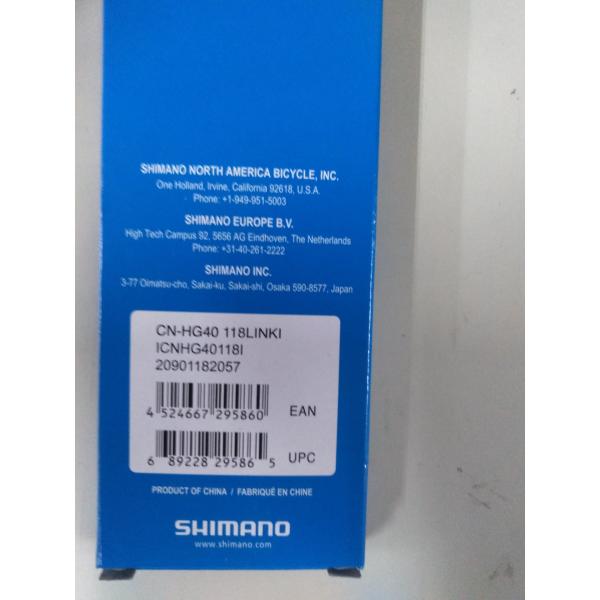 SHIMANO NORTH AMERICA BICYCLE, INC.
One Holland, Irvine, California 92618, U.S.A.
Phone: +1-949-951-5003
SHIMANO EUROPE B.V.
High Tech Campus 92, 5656 AG Eindhoven, The Netherlands
Phone: +31-40-261-2222
SHIMANO INC.
3-77 Oimatsu-cho, Sakai-ku, Sakai-shi, Osaka 590-8577, Japan
CN-HG40 118LINKI
ICNHG40118I
20901182057
4 524667 295860 EAN
6 89228 29586 5 UPC
PRODUCT OF CHINA / FABRIQUÉ EN CHINE
SHIMANO
www.shimano.com